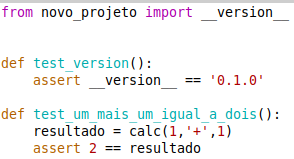 from novo_projeto import __version__
def test_version():
    assert __version__ == '0.1.0'
def test_um_mais_um_igual_a_dois():
    resultado = calc(1,'+',1)
    assert 2 == resultado